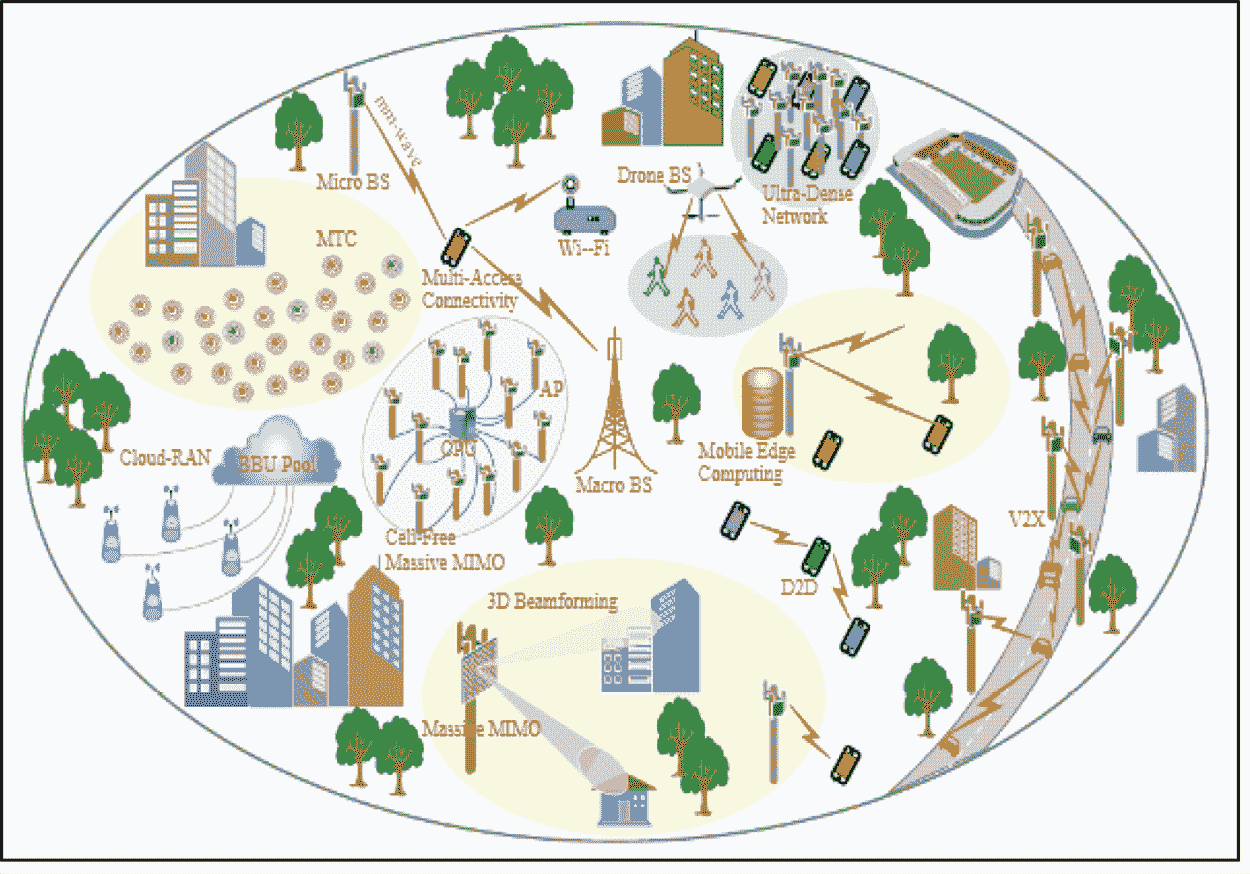 mm-wave
Micro BS
Drone BS
Ultra-Dense
Network
MTC
Wi--Fi
Multi-Access
Connectivity
AP
CPU
Cloud-RAN
BBU Pool
Macro BS
Mobile Edge
Computing
V2X
Cell-Free
Massive MIMO
D2D
3D Beamforming
Massive MIMO